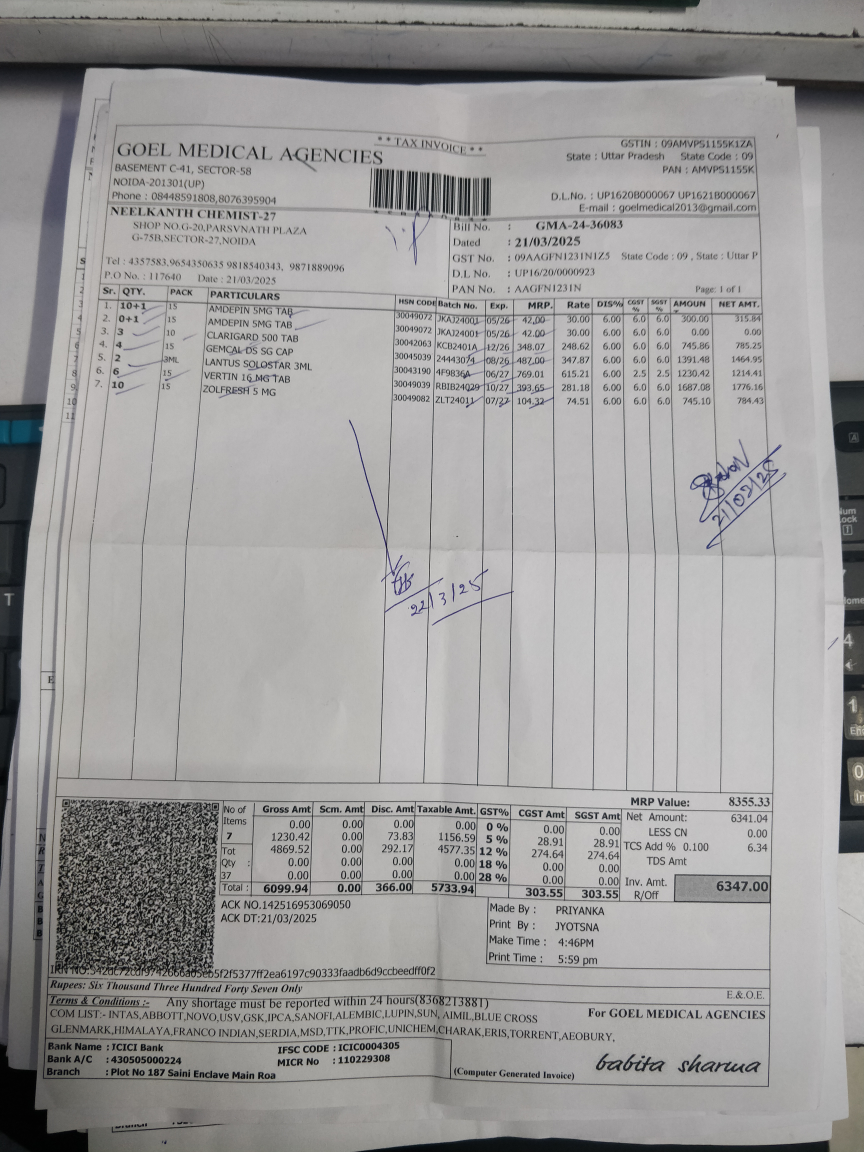 * * TAX INVOICE * *
GOEL MEDICAL AGENCIES
BASEMENT C-41, SECTOR-58
NOIDA-201301(UP)
Phone : 08448591808,8076395904
GSTIN : 09AMVPS1155K1ZA
State : Uttar Pradesh State Code : 09
PAN : AMVPS1155K
D.L.No. : UP1620B000067 UP1621B000067
E-mail : goelmedical2013@gmail.com
NEELKANTH CHEMIST-27
SHOP NO.G-20,PARSVNATH PLAZA
G-75B,SECTOR-27,NOIDA
Tel : 4357583,9654350635 9818540343, 9871889096
P.O No. : 117640 Date : 21/03/2025
Bill No. : GMA-24-36083
Dated : 21/03/2025
GST No. : 09AAGFN1231N1Z5 State Code : 09 , State : Uttar P
D.L No. : UP16/20/0000923
PAN No. : AAGFN1231N Page: 1 of 1
Sr. QTY. PACK PARTICULARS HSN CODE Batch No. Exp. MRP. Rate DIS% CGST % SGST % AMOUN NET AMT.
1. 10+1 15 AMDEPIN 5MG TAB 30049072 JKAJ24001 05/26 42.00 30.00 6.00 6.0 6.0 300.00 315.84
2. 0+1 15 AMDEPIN 5MG TAB 30049072 JKAJ24001 05/26 42.00 30.00 6.00 6.0 6.0 0.00 0.00
3. 3 10 CLARIGARD 500 TAB 30042063 KCB2401A 12/26 348.07 248.62 6.00 6.0 6.0 745.86 785.25
4. 4 15 GEMCAL DS SG CAP 30045039 24443074 08/26 487.00 347.87 6.00 6.0 6.0 1391.48 1464.95
5. 2 3ML LANTUS SOLOSTAR 3ML 30043190 4F9836A 06/27 769.01 615.21 6.00 2.5 2.5 1230.42 1214.41
6. 6 15 VERTIN 16 MG TAB 30049039 RBIB24029 10/27 393.65 281.18 6.00 6.0 6.0 1687.08 1776.16
7. 10 15 ZOLFRESH 5 MG 30049082 ZLT24011 07/27 104.32 74.51 6.00 6.0 6.0 745.10 784.43
21/03/25
22/3/25
No of Items 7 Tot Qty : 37
Gross Amt Scm. Amt Disc. Amt Taxable Amt. GST% CGST Amt SGST Amt
0.00 0.00 0.00 0.00 0 % 0.00 0.00
1230.42 0.00 73.83 1156.59 5 % 28.91 28.91
4869.52 0.00 292.17 4577.35 12 % 274.64 274.64
0.00 0.00 0.00 0.00 18 % 0.00 0.00
0.00 0.00 0.00 0.00 28 % 0.00 0.00
Total : 6099.94 0.00 366.00 5733.94 303.55 303.55
MRP Value: 8355.33
Net Amount: 6341.04
LESS CN 0.00
TCS Add % 0.100 6.34
TDS Amt
Inv. Amt. R/Off 6347.00
ACK NO.142516953069050
ACK DT:21/03/2025
Made By : PRIYANKA
Print By : JYOTSNA
Make Time : 4:46PM
Print Time : 5:59 pm
Rupees: Six Thousand Three Hundred Forty Seven Only
E.& O.E.
Terms & Conditions :- Any shortage must be reported within 24 hours(8368213881)
COM LIST:- INTAS,ABBOTT,NOVO,USV,GSK,IPCA,SANOFI,ALEMBIC,LUPIN,SUN, AIMIL,BLUE CROSS
GLENMARK,HIMALAYA,FRANCO INDIAN,SERDIA,MSD,TTK,PROFIC,UNICHEM,CHARAK,ERIS,TORRENT,AEOBURY,
For GOEL MEDICAL AGENCIES
Bank Name : ICICI Bank IFSC CODE : ICIC0004305
Bank A/C : 430505000224 MICR No : 110229308
Branch : Plot No 187 Saini Enclave Main Roa
(Computer Generated Invoice)
babita sharma